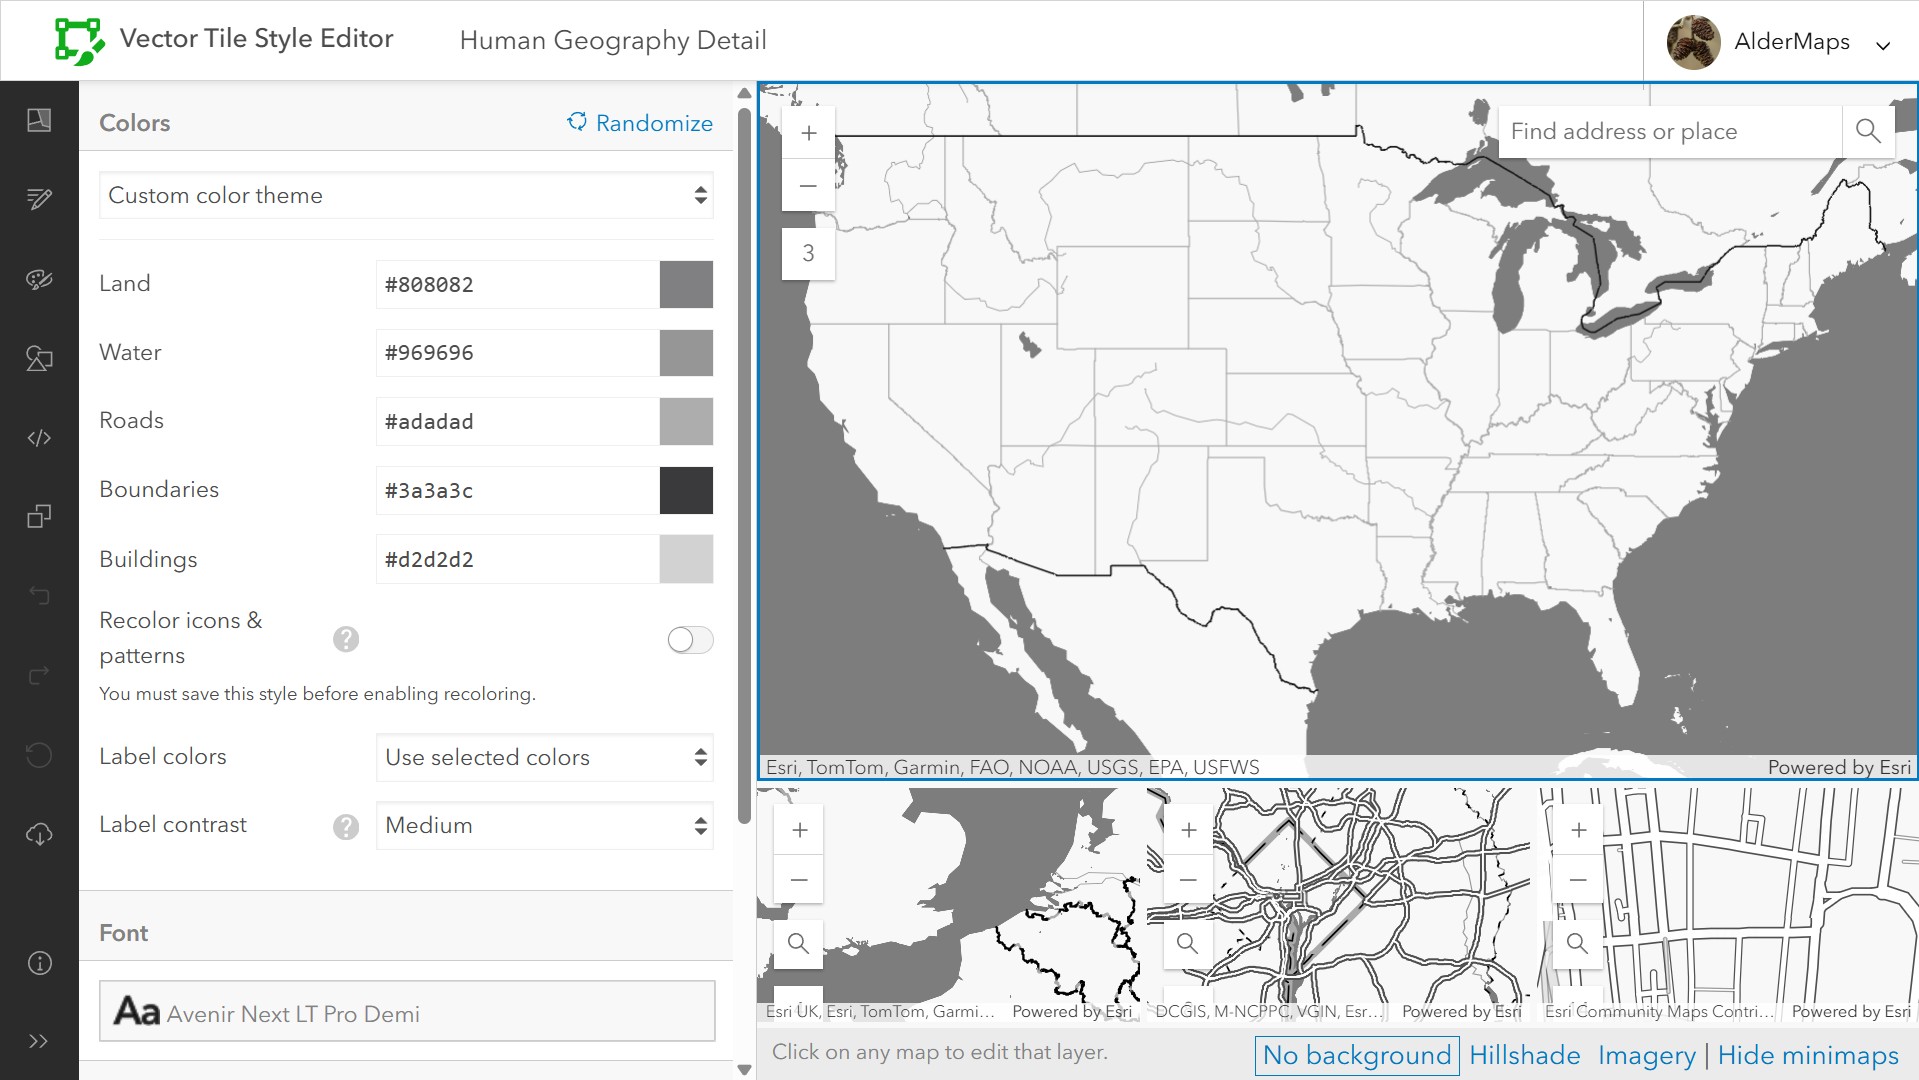 Vector Tile Style Editor
Human Geography Detail
AlderMaps
Colors
Randomize
Custom color theme
Land
#808082
Water
#969696
Roads
#adadad
Boundaries
#3a3a3c
Buildings
#d2d2d2
Recolor icons &
patterns
?
You must save this style before enabling recoloring.
Label colors
Use selected colors
Label contrast
?
Medium
Font
Aa Avenir Next LT Pro Demi
+
−
3
Find address or place
Esri, TomTom, Garmin, FAO, NOAA, USGS, EPA, USFWS
Powered by Esri
+
−
Esri UK, Esri, TomTom, Garmi...
Powered by Esri
+
−
DCGIS, M-NCPPC, VGIN, Esr...
Powered by Esri
+
−
Esri Community Maps Contri...
Powered by Esri
Click on any map to edit that layer.
No background
Hillshade
Imagery | Hide minimaps